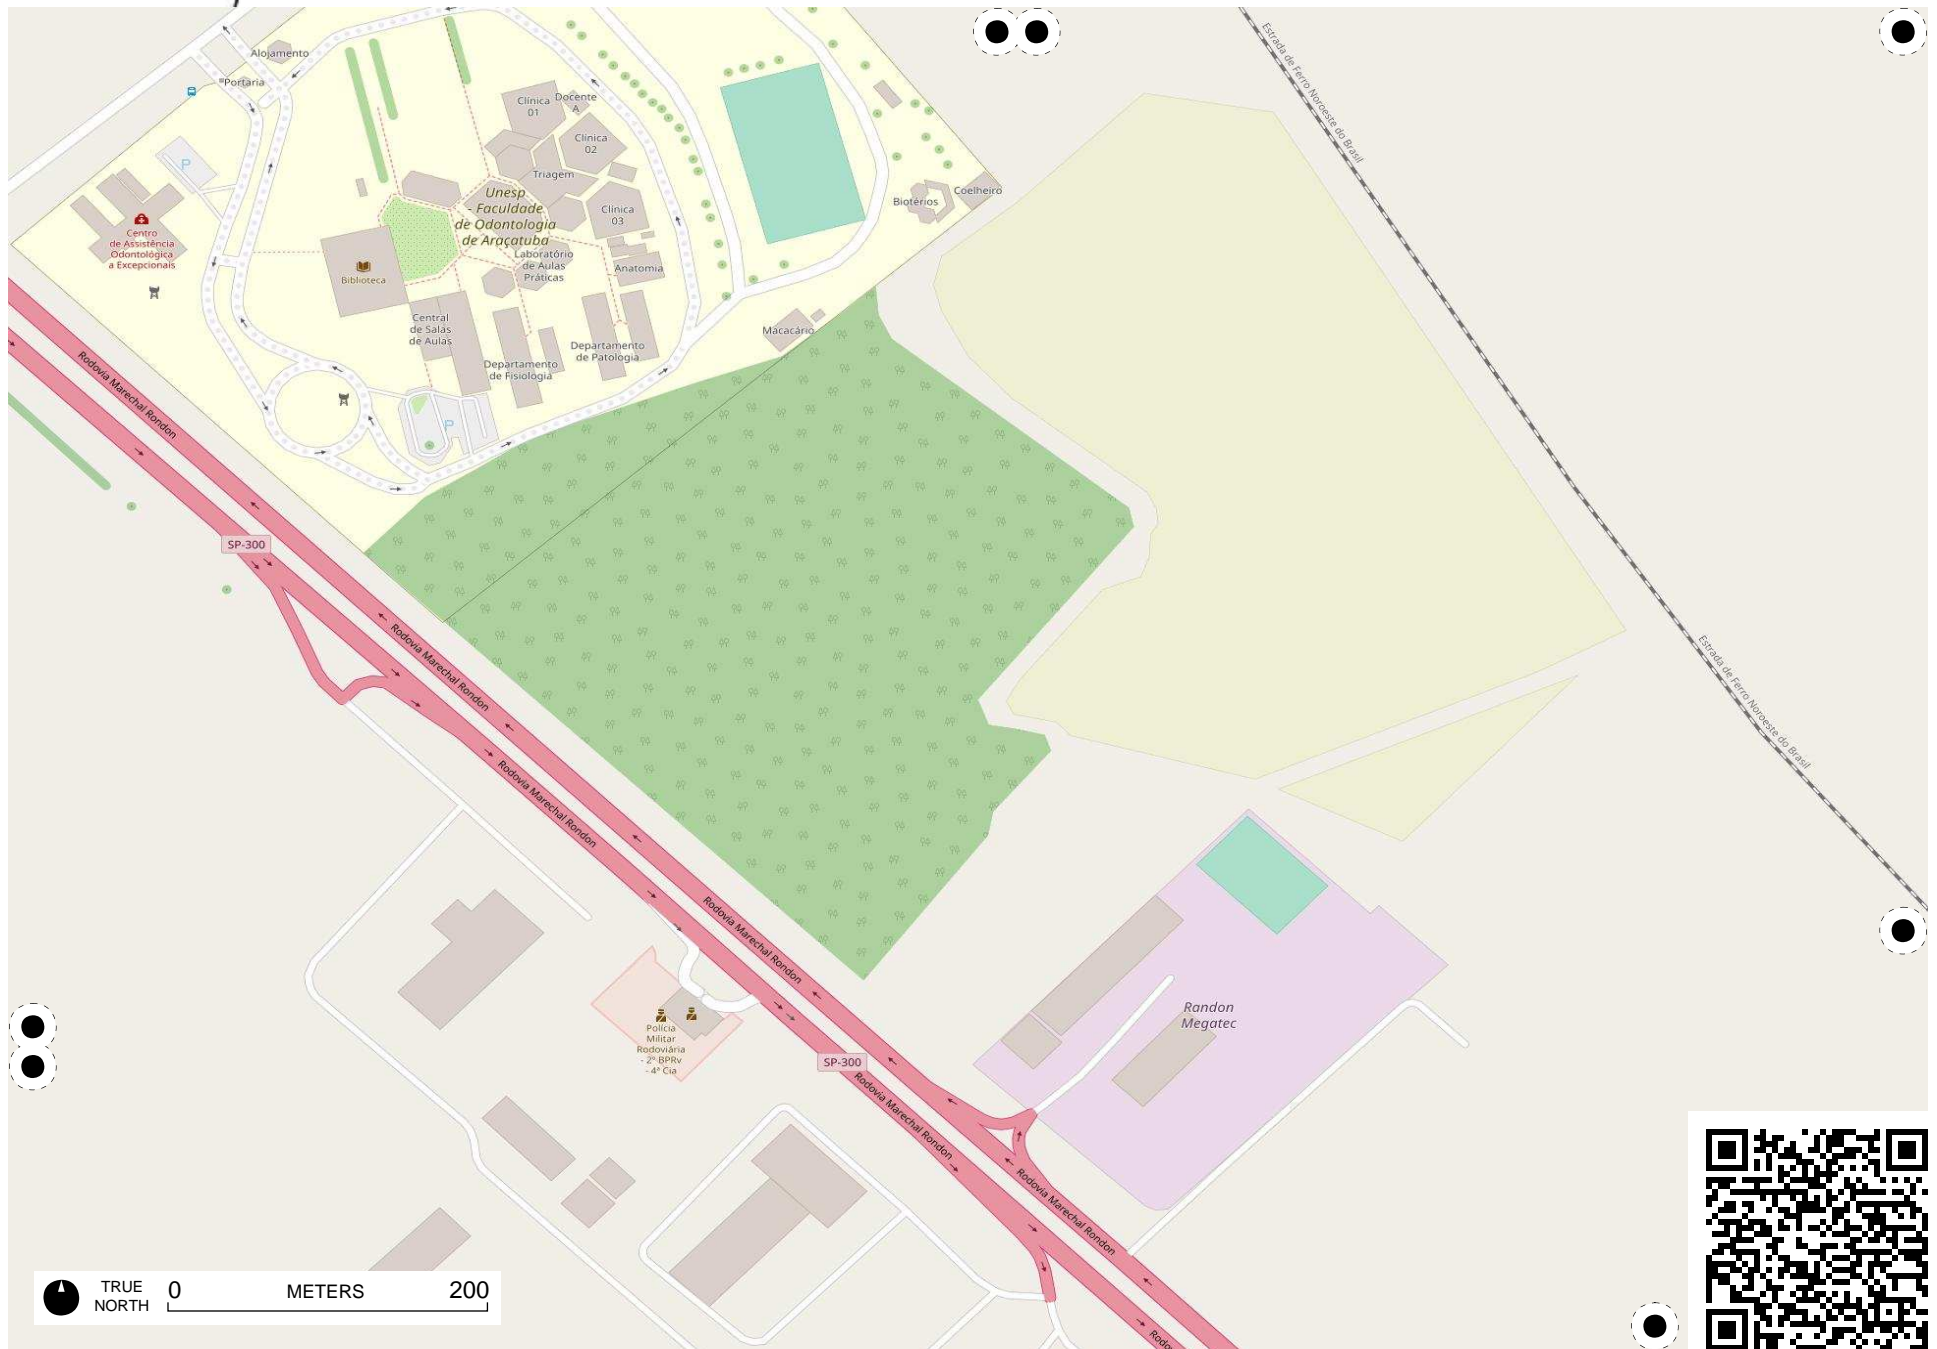 Alojamento
Portaria
P
Centro
de Assistência
Odontológica
a Excepcionais
Clínica
01
Docente
A
Clínica
02
Triagem
Clínica
03
Unesp
- Faculdade
de Odontologia
de Araçatuba
Laboratório
de Aulas
Práticas
Anatomia
Biblioteca
Central
de Salas
de Aulas
Departamento
de Fisiologia
Departamento
de Patologia
P
Macacário
Biotérios
Coelheiro
Estrada de Ferro Noroeste do Brasil
Estrada de Ferro Noroeste do Brasil
Rodovia Marechal Rondon
SP-300
Rodovia Marechal Rondon
Rodovia Marechal Rondon
Rodovia Marechal Rondon
Polícia
Militar
Rodoviária
- 2º BPRv
- 4ª Cia
SP-300
Rodovia Marechal Rondon
Rodovia Marechal Rondon
Randon
Megatec
TRUE
NORTH
0 METERS 200